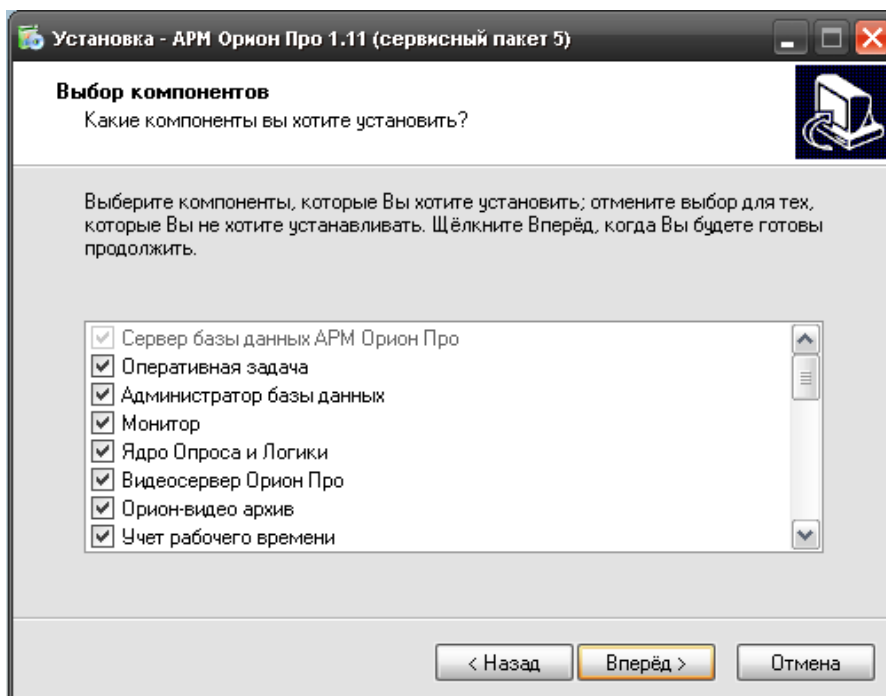 Установка - АРМ Орион Про 1.11 (сервисный пакет 5)
Выбор компонентов
Какие компоненты вы хотите установить?
Выберите компоненты, которые Вы хотите установить; отмените выбор для тех,
которые Вы не хотите устанавливать. Щёлкните Вперёд, когда Вы будете готовы
продолжить.
Сервер базы данных АРМ Орион Про
Оперативная задача
Администратор базы данных
Монитор
Ядро Опроса и Логики
Видеосервер Орион Про
Орион-видео архив
Учет рабочего времени
< Назад
Вперёд >
Отмена